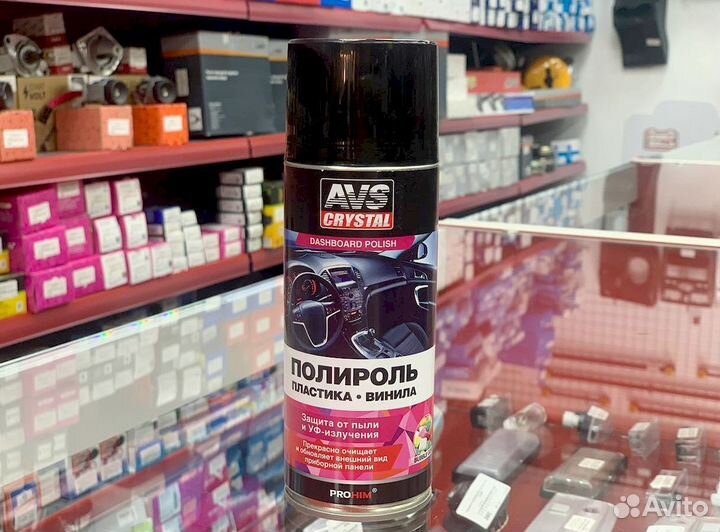 AVS
CRYSTAL
DASHBOARD POLISH
ПОЛИРОЛЬ
ПЛАСТИКА • ВИНИЛА
Защита от пыли
и УФ-излучения
Прекрасно очищает
и обновляет внешний вид
приборной панели
PROHIM®
VOLT
Avito